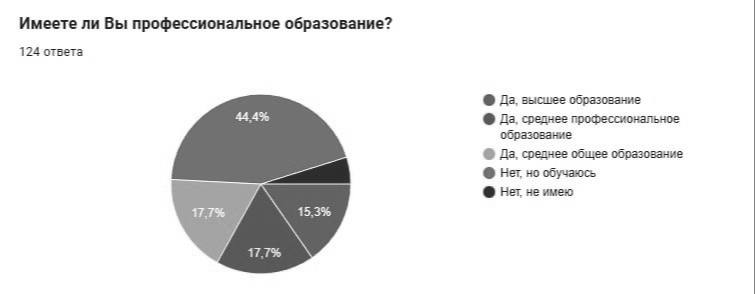 Имеете ли Вы профессиональное образование?
124 ответа
44,4%
17,7%
15,3%
17,7%
Да, высшее образование
Да, среднее профессиональное
образование
Да, среднее общее образование
Нет, но обучаюсь
Нет, не имею